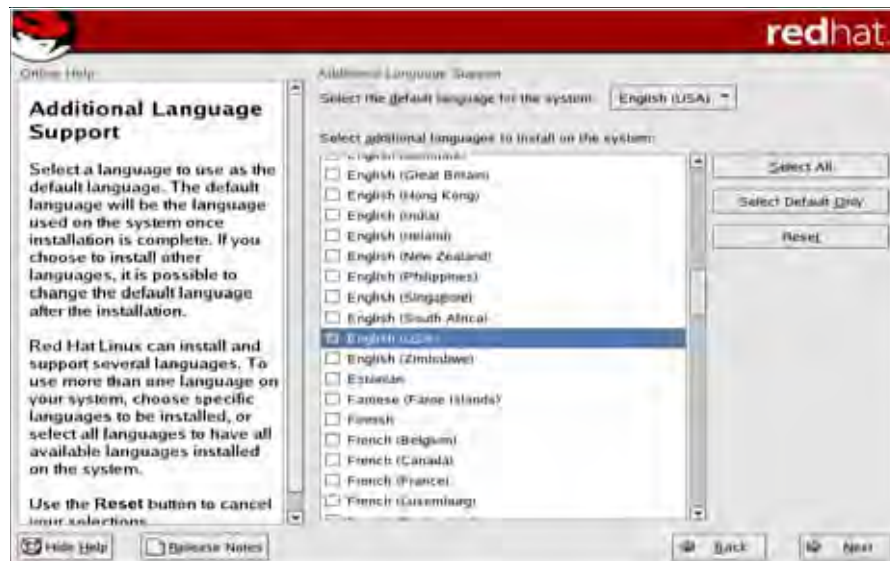 redhat
Online Help
Additional Language
Support
Select a language to use as the
default language. The default
language will be the language
used on the system once
installation is complete. If you
choose to install other
languages, it is possible to
change the default language
after the installation.
Red Hat Linux can install and
support several languages. To
use more than one language on
your system, choose specific
languages to be installed, or
select all languages to have all
available languages installed
on the system.
Use the Reset button to cancel
your selections
Hide Help
Release Notes
Additional Language Support
Select the default language for the system: English (USA)
Select additional languages to install on the system:
English (Great Britain)
English (Hong Kong)
English (India)
English (Ireland)
English (New Zealand)
English (Philippines)
English (Singapore)
English (South Africa)
English (USA)
English (Zimbabwe)
Estonian
Faroese (Faroe Islands)
Finnish
French (Belgium)
French (Canada)
French (France)
French (Luxemburg)
Select All
Select Default Only
Reset
Back
Next